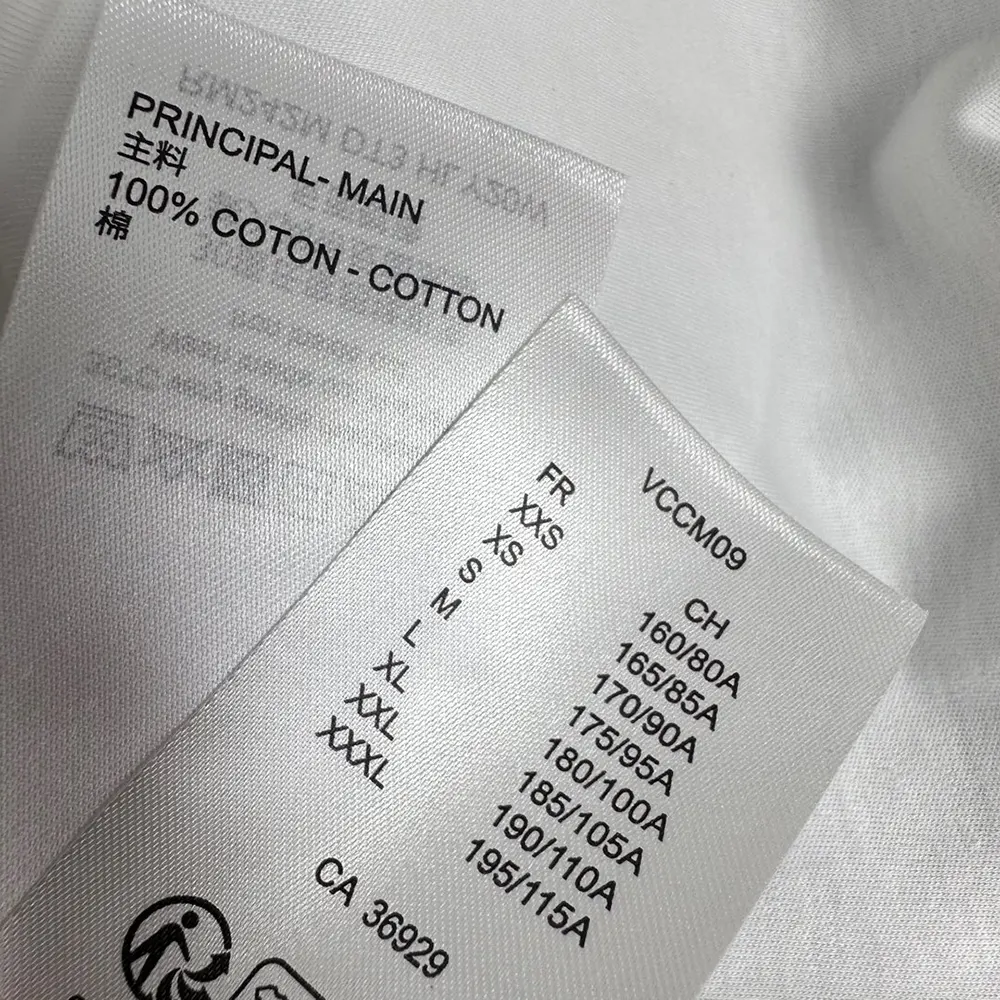 PRINCIPAL- MAIN
主料
100% COTON - COTTON
棉
VCCM09
FR CH
XXS 160/80A
XS 165/85A
S 170/90A
M 175/95A
L 180/100A
XL 185/105A
XXL 190/110A
XXXL 195/115A
CA 36929